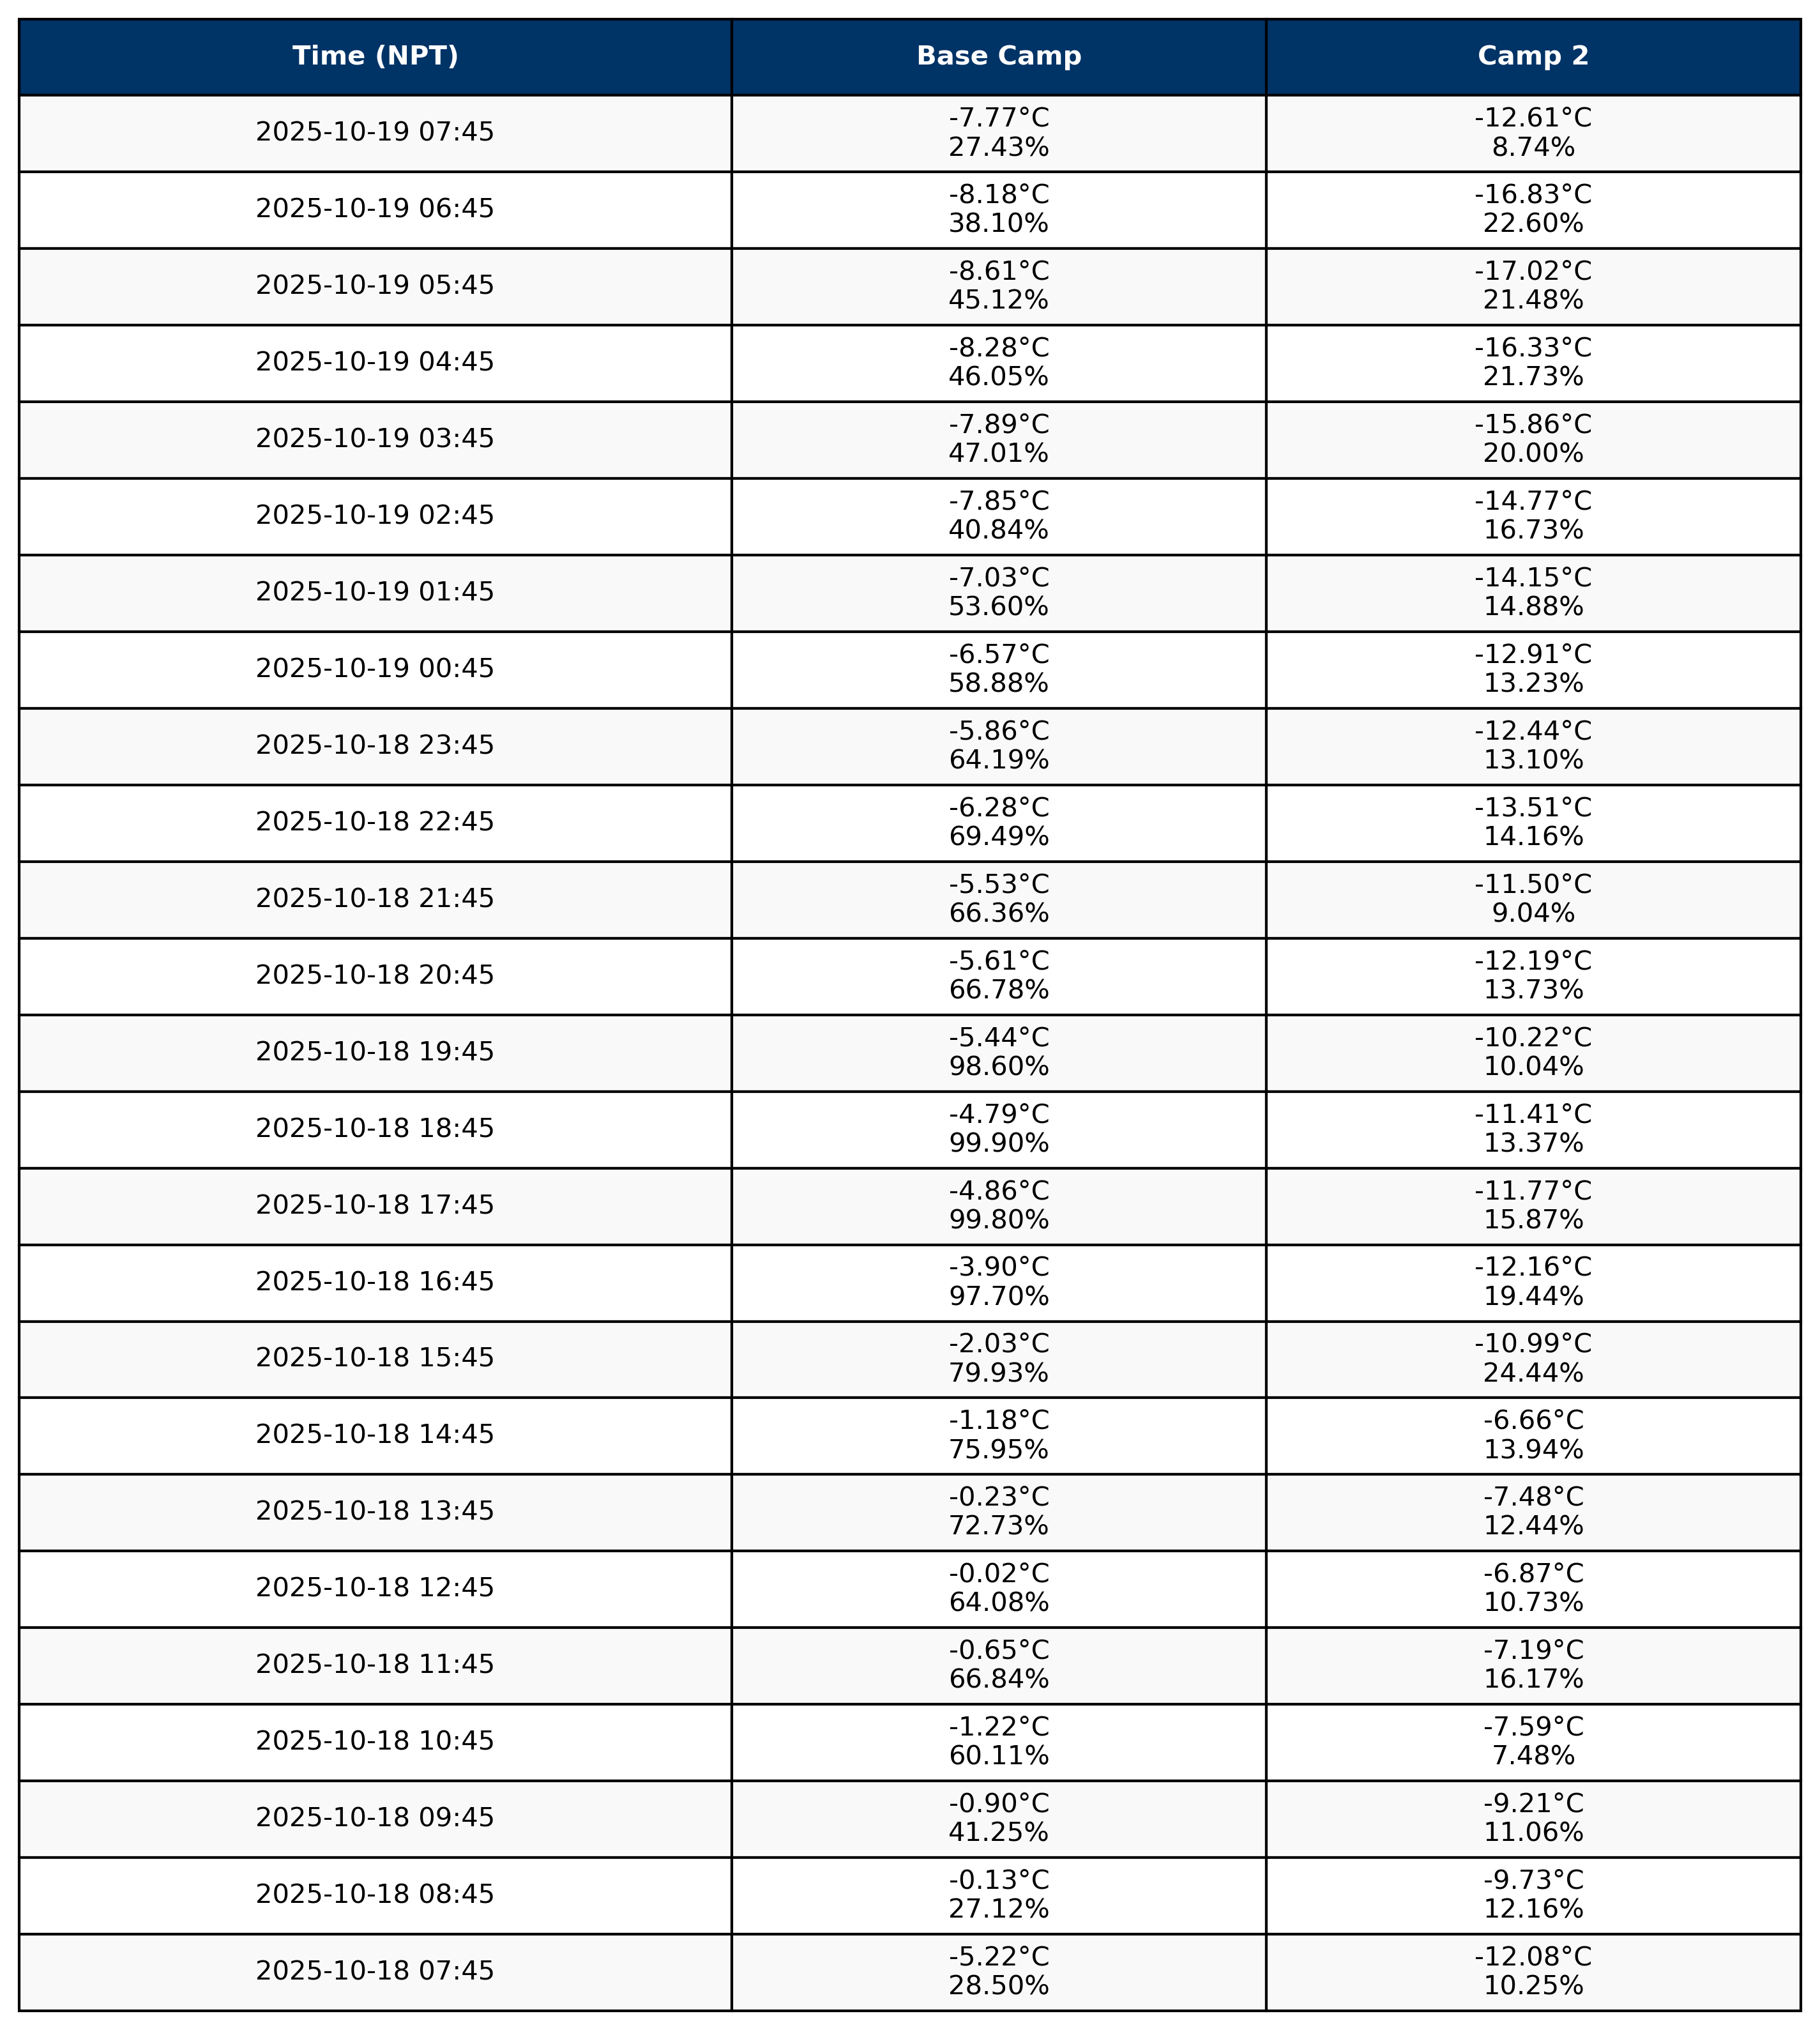 Time (NPT) Base Camp Camp 2
2025-10-19 07:45 -7.77°C -12.61°C
27.43% 8.74%
2025-10-19 06:45 -8.18°C -16.83°C
38.10% 22.60%
2025-10-19 05:45 -8.61°C -17.02°C
45.12% 21.48%
2025-10-19 04:45 -8.28°C -16.33°C
46.05% 21.73%
2025-10-19 03:45 -7.89°C -15.86°C
47.01% 20.00%
2025-10-19 02:45 -7.85°C -14.77°C
40.84% 16.73%
2025-10-19 01:45 -7.03°C -14.15°C
53.60% 14.88%
2025-10-19 00:45 -6.57°C -12.91°C
58.88% 13.23%
2025-10-18 23:45 -5.86°C -12.44°C
64.19% 13.10%
2025-10-18 22:45 -6.28°C -13.51°C
69.49% 14.16%
2025-10-18 21:45 -5.53°C -11.50°C
66.36% 9.04%
2025-10-18 20:45 -5.61°C -12.19°C
66.78% 13.73%
2025-10-18 19:45 -5.44°C -10.22°C
98.60% 10.04%
2025-10-18 18:45 -4.79°C -11.41°C
99.90% 13.37%
2025-10-18 17:45 -4.86°C -11.77°C
99.80% 15.87%
2025-10-18 16:45 -3.90°C -12.16°C
97.70% 19.44%
2025-10-18 15:45 -2.03°C -10.99°C
79.93% 24.44%
2025-10-18 14:45 -1.18°C -6.66°C
75.95% 13.94%
2025-10-18 13:45 -0.23°C -7.48°C
72.73% 12.44%
2025-10-18 12:45 -0.02°C -6.87°C
64.08% 10.73%
2025-10-18 11:45 -0.65°C -7.19°C
66.84% 16.17%
2025-10-18 10:45 -1.22°C -7.59°C
60.11% 7.48%
2025-10-18 09:45 -0.90°C -9.21°C
41.25% 11.06%
2025-10-18 08:45 -0.13°C -9.73°C
27.12% 12.16%
2025-10-18 07:45 -5.22°C -12.08°C
28.50% 10.25%